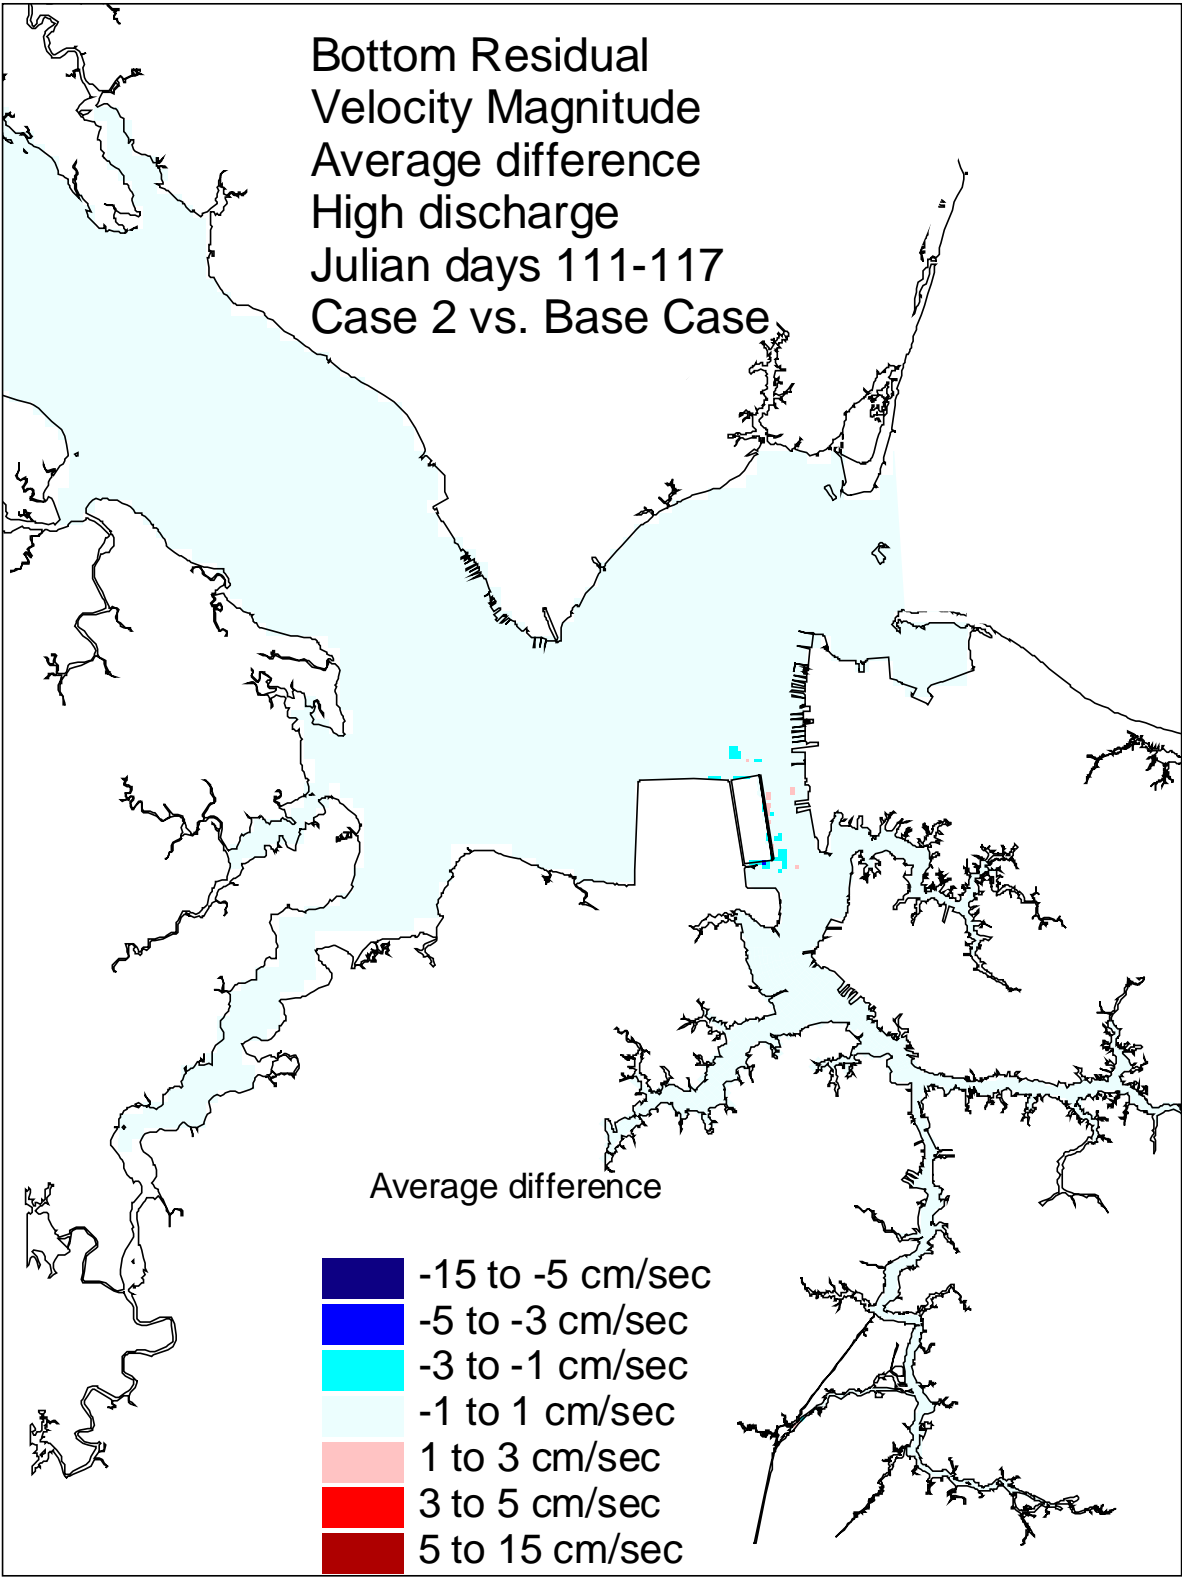 Bottom Residual
Velocity Magnitude
Average difference
High discharge
Julian days 111-117
Case 2 vs. Base Case
Average difference
-15 to -5 cm/sec
-5 to -3 cm/sec
-3 to -1 cm/sec
-1 to 1 cm/sec
1 to 3 cm/sec
3 to 5 cm/sec
5 to 15 cm/sec